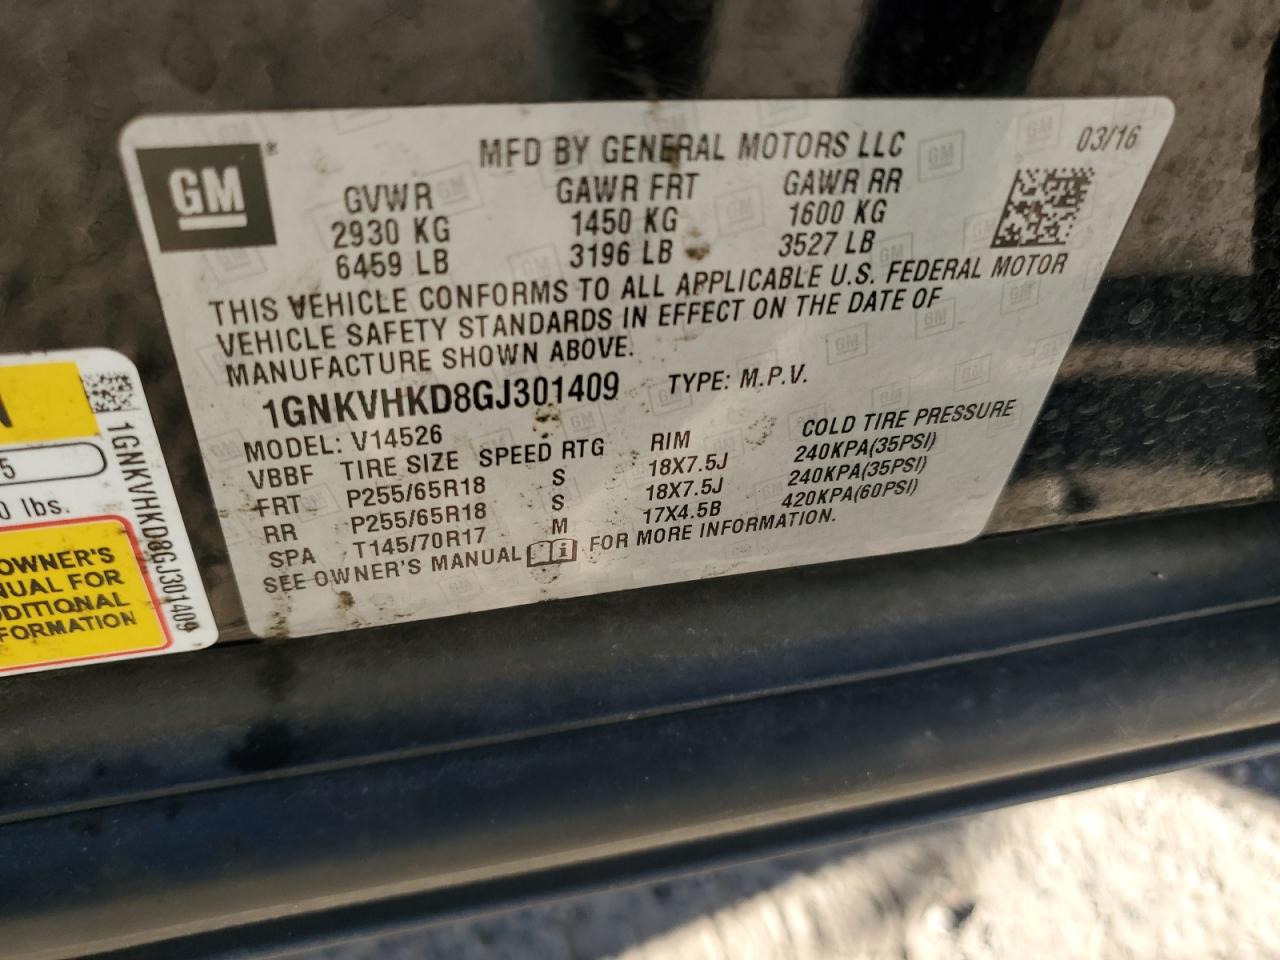 GM
MFD BY GENERAL MOTORS LLC
03/16
GVWR GAWR FRT GAWR RR
2930 KG 1450 KG 1600 KG
6459 LB 3196 LB 3527 LB
THIS VEHICLE CONFORMS TO ALL APPLICABLE U.S. FEDERAL MOTOR
VEHICLE SAFETY STANDARDS IN EFFECT ON THE DATE OF
MANUFACTURE SHOWN ABOVE.
1GNKVHKD8GJ301409 TYPE: M.P.V.
MODEL: V14526
VBBF TIRE SIZE SPEED RTG RIM COLD TIRE PRESSURE
FRT P255/65R18 S 18X7.5J 240KPA(35PSI)
RR P255/65R18 S 18X7.5J 240KPA(35PSI)
SPA T145/70R17 M 17X4.5B 420KPA(60PSI)
SEE OWNER'S MANUAL FOR MORE INFORMATION.
N
5
0 lbs.
OWNER'S
NUAL FOR
DDITIONAL
FORMATION
1GNKVHKD8GJ301409